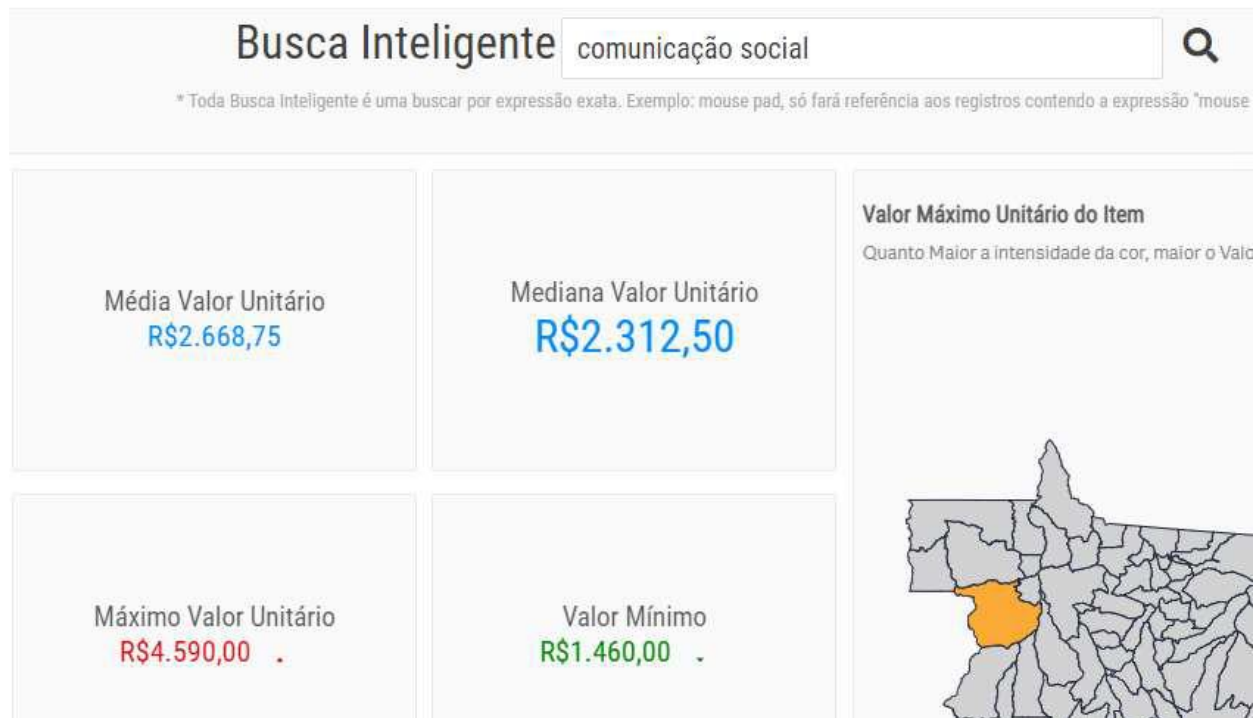 Busca Inteligente comunicação social
* Toda Busca Inteligente é uma buscar por expressão exata. Exemplo: mouse pad, só fará referência aos registros contendo a expressão "mouse
Valor Máximo Unitário do Item
Quanto Maior a intensidade da cor, maior o
Média Valor Unitário
R$2.668,75
Mediana Valor Unitário
R$2.312,50
Máximo Valor Unitário
R$4.590,00
Valor Mínimo
R$1.460,00